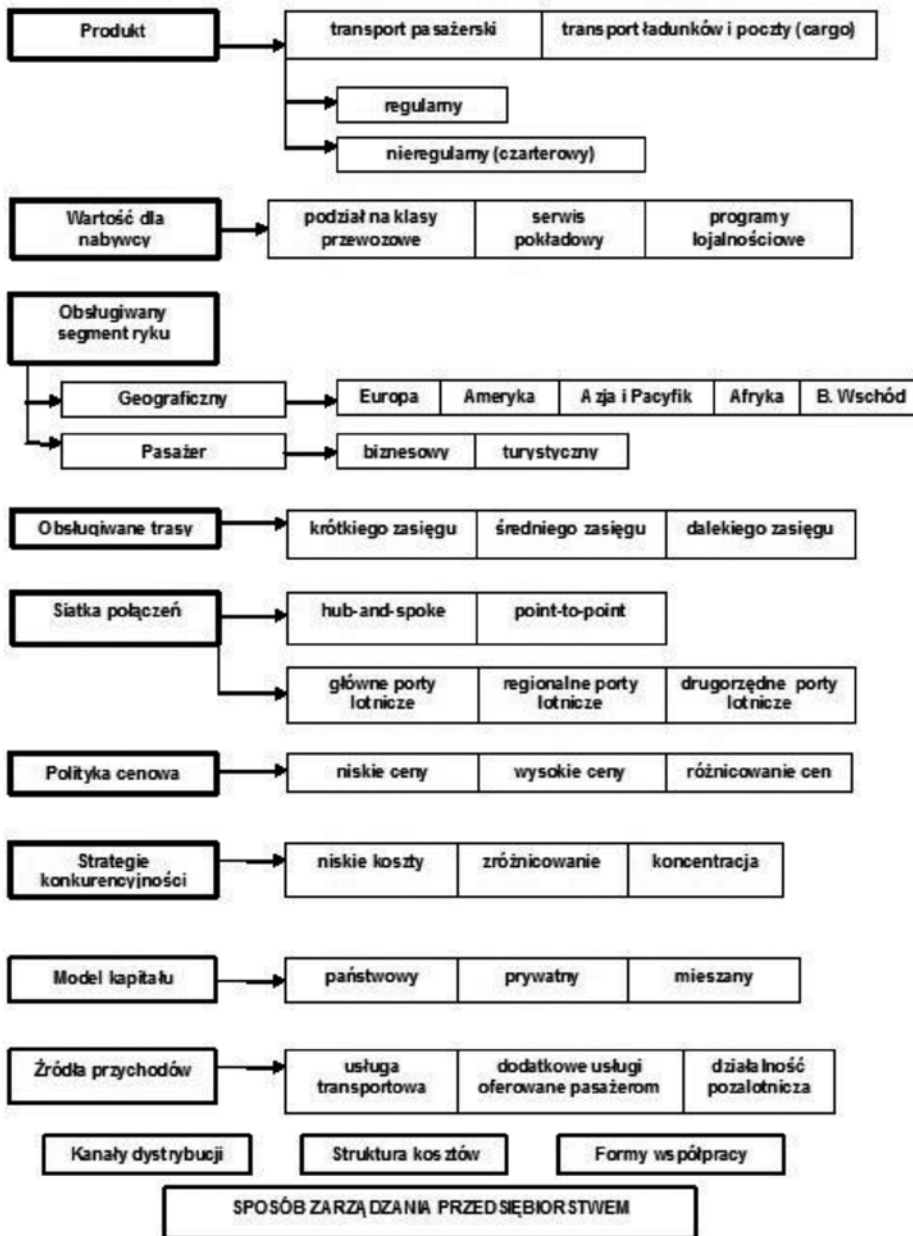 Produkt
transport pasażerski
transport ładunków i poczty (cargo)
regularny
nieregularny (czarterowy)
Wartość dla
nabywcy
podział na klasy
przewozowe
serwis
pokładowy
programy
lojalnościowe
Obsługiwany
segment ryku
Geograficzny
Europa
Ameryka
Azja i Pacyfik
Afryka
B. Wschód
Pasażer
biznesowy
turystyczny
Obsługiwane trasy
krótkiego zasięgu
średniego zasięgu
dalekiego zasięgu
Siatka połączeń
hub-and-spoke
point-to-point
główne porty
lotnicze
regionalne porty
lotnicze
drugorzędne porty
lotnicze
Polityka cenowa
niskie ceny
wysokie ceny
różnicowanie cen
Strategie
konkurencyjności
niskie koszty
zróżnicowanie
koncentracja
Model kapitału
państwowy
prywatny
mieszany
Źródła przychodów
usługa
transportowa
dodatkowe usługi
oferowane pasażerom
działalność
pozalotnicza
Kanały dystrybucji
Struktura kosztów
Formy współpracy
SPOSÓB ZARZĄDZANIA PRZEDSIĘBIORSTWEM